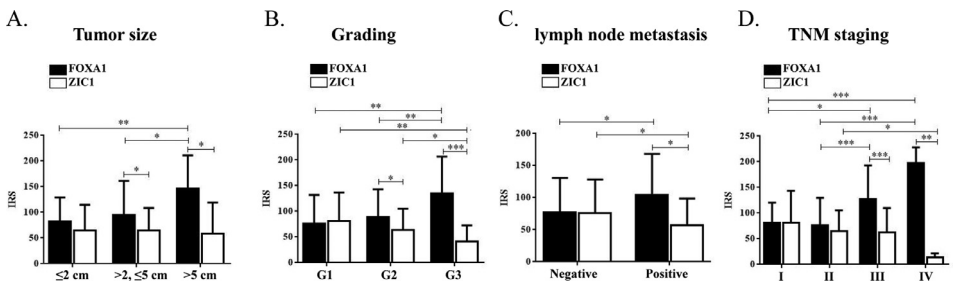 A.
Tumor size
FOXA1
ZIC1
**
*
*
*
250
200
150
100
50
0
IRS
≤2 cm >2, ≤5 cm >5 cm
B.
Grading
FOXA1
ZIC1
**
**
**
*
***
*
250
200
150
100
50
0
IRS
G1 G2 G3
C.
lymph node metastasis
FOXA1
ZIC1
*
*
*
200
150
100
50
0
IRS
Negative Positive
D.
TNM staging
FOXA1
ZIC1
***
*
***
*
**
***
***
250
200
150
100
50
0
IRS
I II III IV